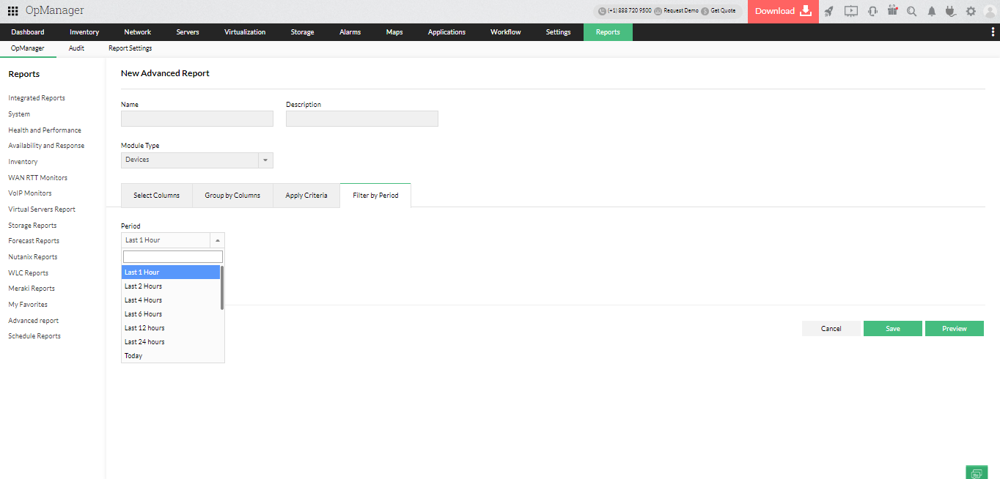 OpManager
(+1) 888 720 9500 Request Demo $ Get Quote
Download
Dashboard Inventory Network Servers Virtualization Storage Alarms Maps Applications Workflow Settings Reports
OpManager Audit Report Settings
Reports
Integrated Reports
System
Health and Performance
Availability and Response
Inventory
WAN RTT Monitors
VoIP Monitors
Virtual Servers Report
Storage Reports
Forecast Reports
Nutanix Reports
WLC Reports
Meraki Reports
My Favorites
Advanced report
Schedule Reports
New Advanced Report
Name Description
Module Type
Devices
Select Columns Group by Columns Apply Criteria Filter by Period
Period
Last 1 Hour
Last 1 Hour
Last 2 Hours
Last 4 Hours
Last 6 Hours
Last 12 hours
Last 24 hours
Today
Cancel Save Preview